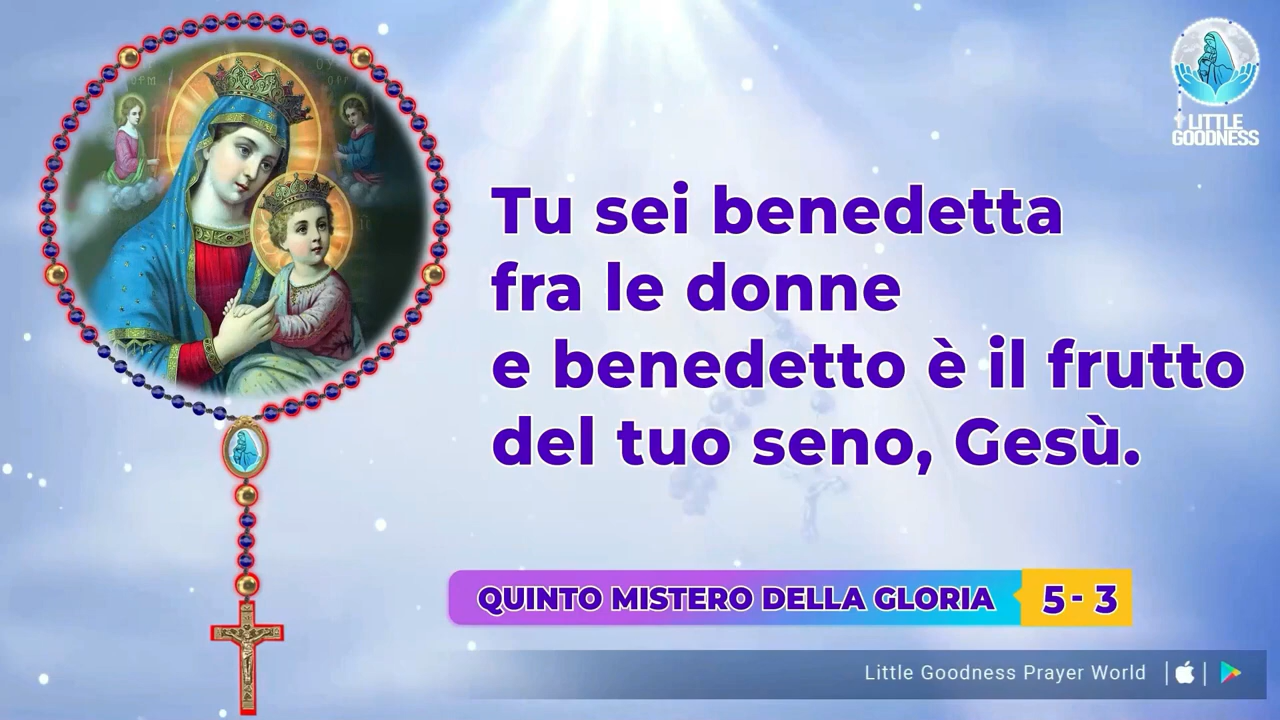 Tu sei benedetta
fra le donne
e benedetto è il frutto
del tuo seno, Gesù.
QUINTO MISTERO DELLA GLORIA 5 - 3
LITTLE
GOODNESS
Little Goodness Prayer World